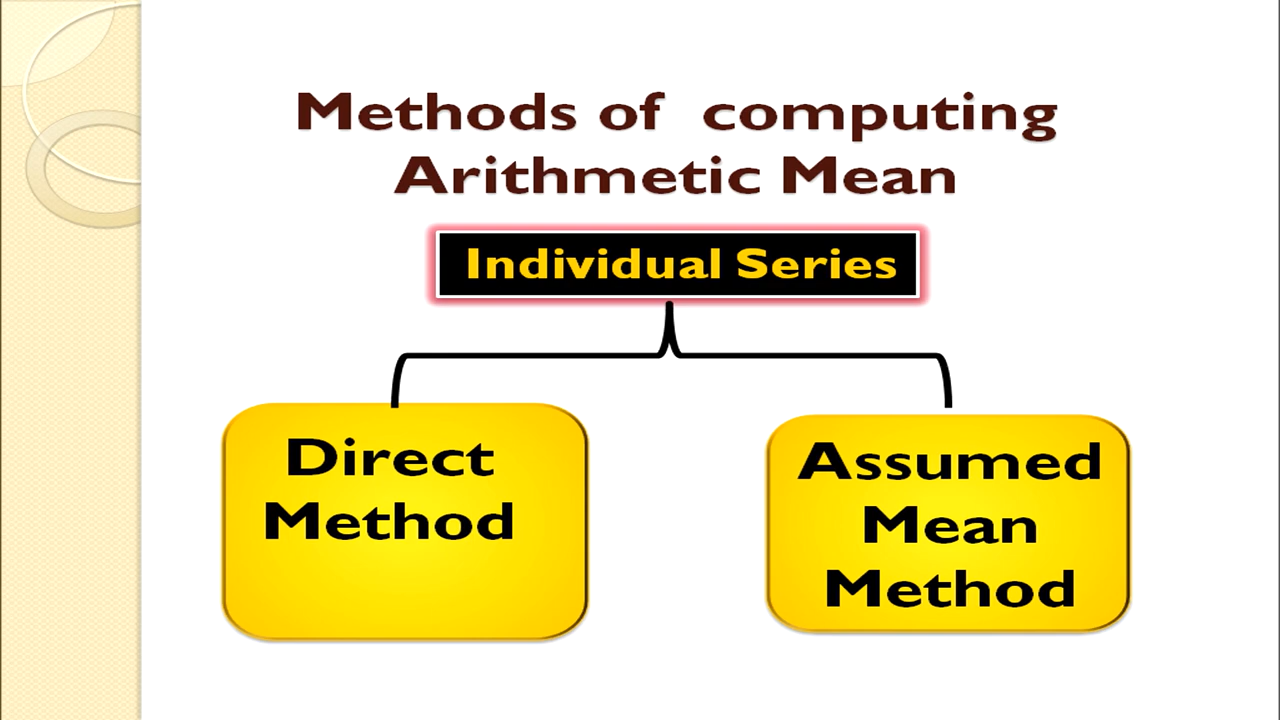 Methods of computing
Arithmetic Mean
Individual Series
Direct
Method
Assumed
Mean
Method